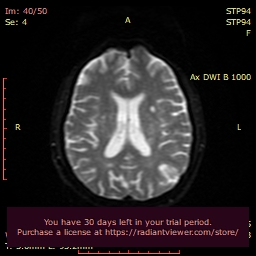 Im: 40/50
Se: 4
A
STP94
STP94
F
Ax DWI B 1000
R
L
You have 30 days left in your trial period.
Purchase a license at https://radiantviewer.com/store/